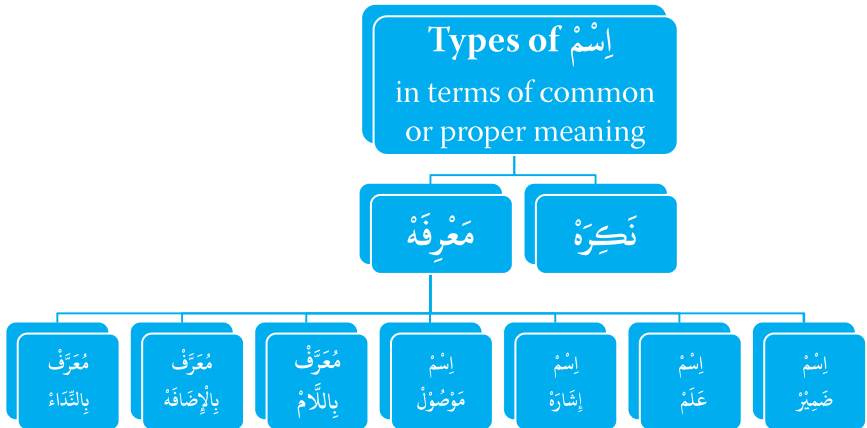 Types of اِسْمْ
in terms of common
or proper meaning
نَكِرَهْ
مَعْرِفَهْ
اِسْمْ
ضَمِيْرْ
اِسْمْ
عَلَمْ
اِسْمْ
إِشَارَهْ
اِسْمْ
مَوْصُوْلْ
مُعَرَّفْ
بِاللَّامْ
مُعَرَّفْ
بِالْإِضَافَهْ
مُعَرَّفْ
بِالنِّدَاءْ